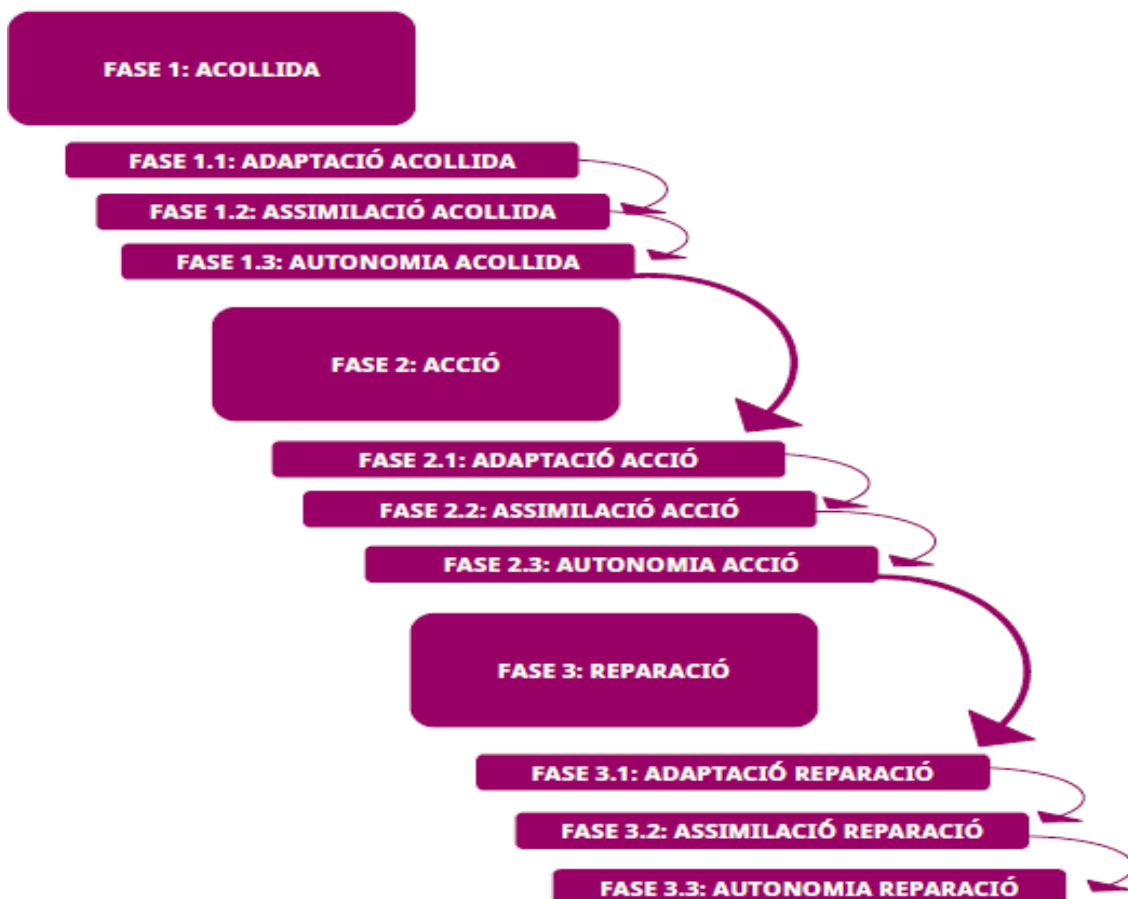 FASE 1: ACOLLIDA
FASE 1.1: ADAPTACIÓ ACOLLIDA
FASE 1.2: ASSIMILACIÓ ACOLLIDA
FASE 1.3: AUTONOMIA ACOLLIDA
FASE 2: ACCIÓ
FASE 2.1: ADAPTACIÓ ACCIÓ
FASE 2.2: ASSIMILACIÓ ACCIÓ
FASE 2.3: AUTONOMIA ACCIÓ
FASE 3: REPARACIÓ
FASE 3.1: ADAPTACIÓ REPARACIÓ
FASE 3.2: ASSIMILACIÓ REPARACIÓ
FASE 3.3: AUTONOMIA REPARACIÓ